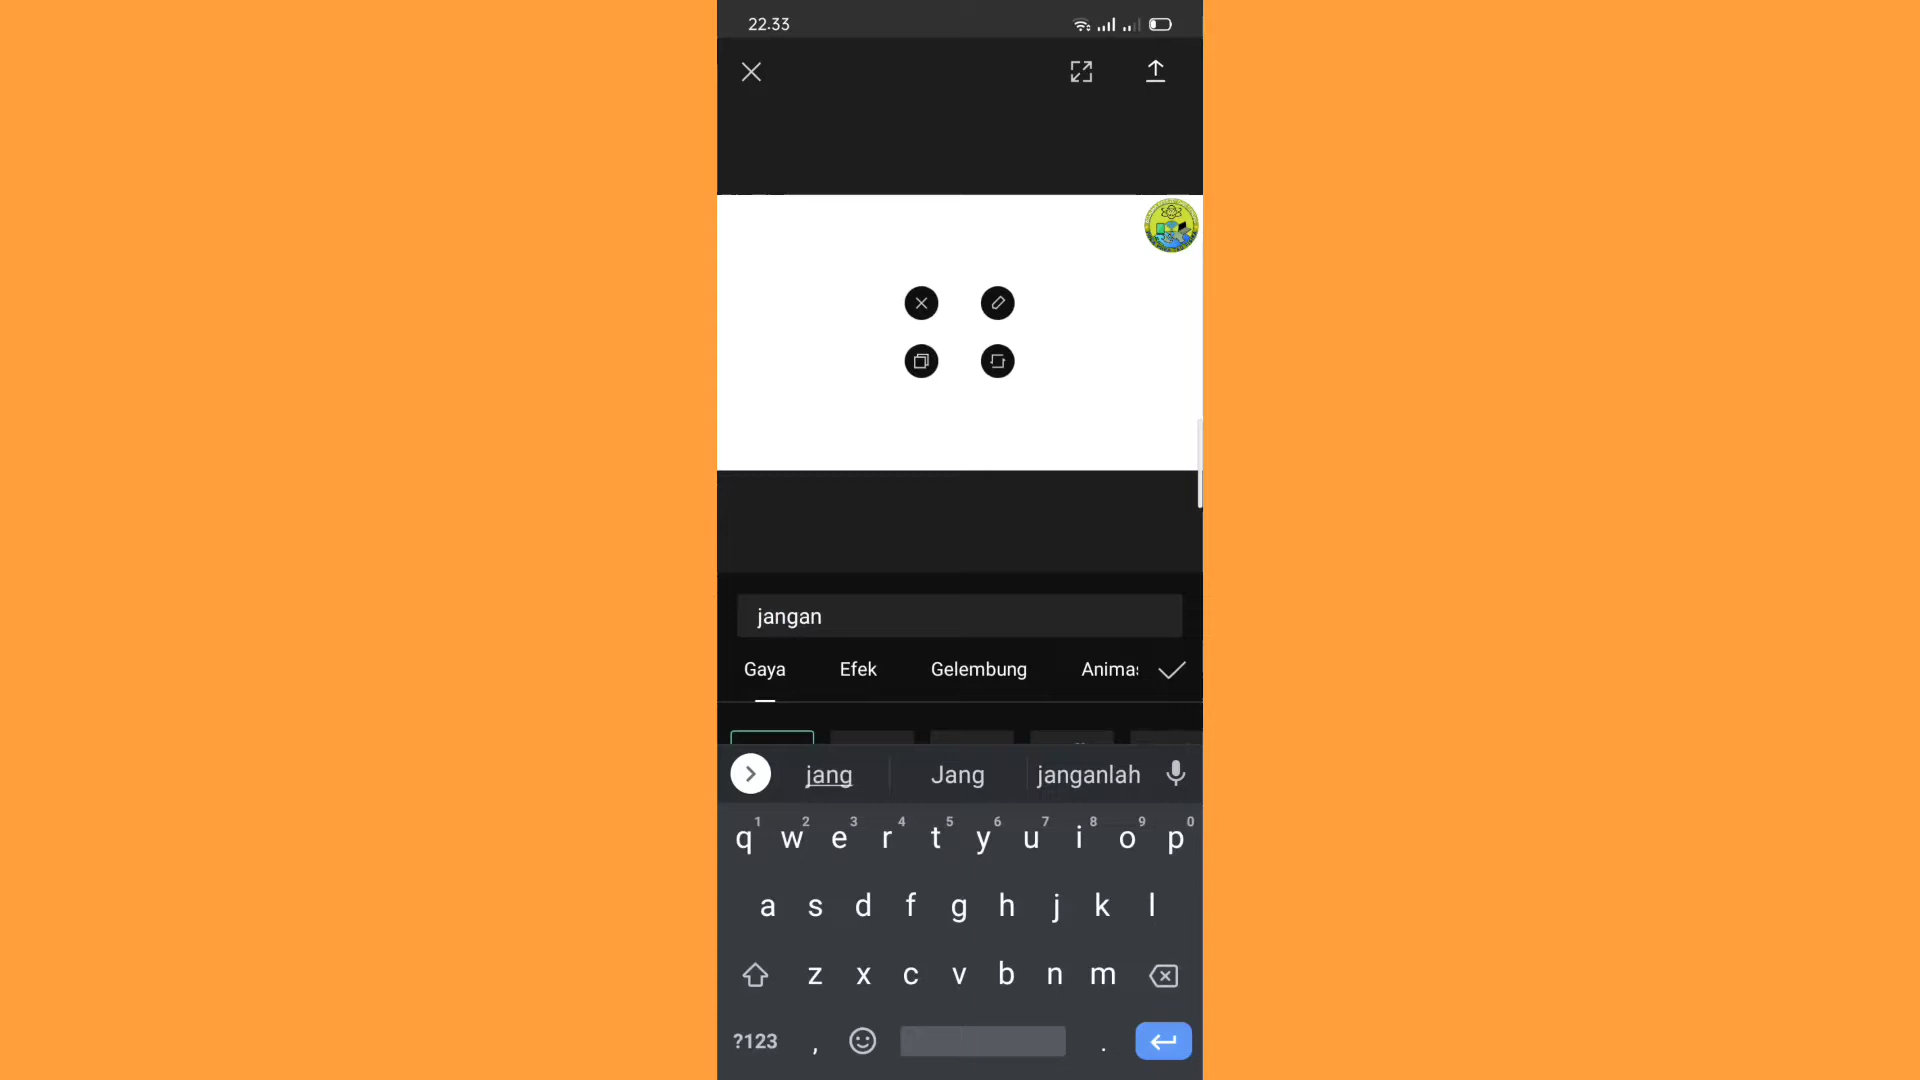 22.33
jangan
Gaya Efek Gelembung Animas
jang Jang janganlah
1 2 3 4 5 6 7 8 9 0
q w e r t y u i o p
a s d f g h j k l
z x c v b n m
?123 , .